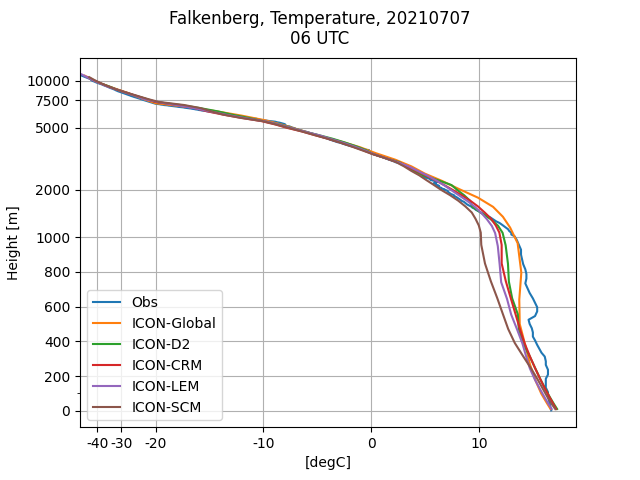 Falkenberg, Temperature, 20210707
06 UTC
Height [m]
10000
7500
5000
2000
1000
800
600
400
200
0
Obs
ICON-Global
ICON-D2
ICON-CRM
ICON-LEM
ICON-SCM
-40 -30 -20 -10 0 10
[degC]